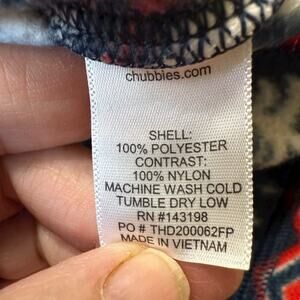 chubbies.com
SHELL:
100% POLYESTER
CONTRAST:
100% NYLON
MACHINE WASH COLD
TUMBLE DRY LOW
RN #143198
PO # THD200062FP
MADE IN VIETNAM